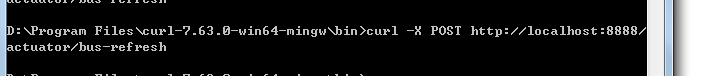 D:\Program Files\curl-7.63.0-win64-mingw\bin>curl -X POST http://localhost:8888/
actuator/bus-refresh